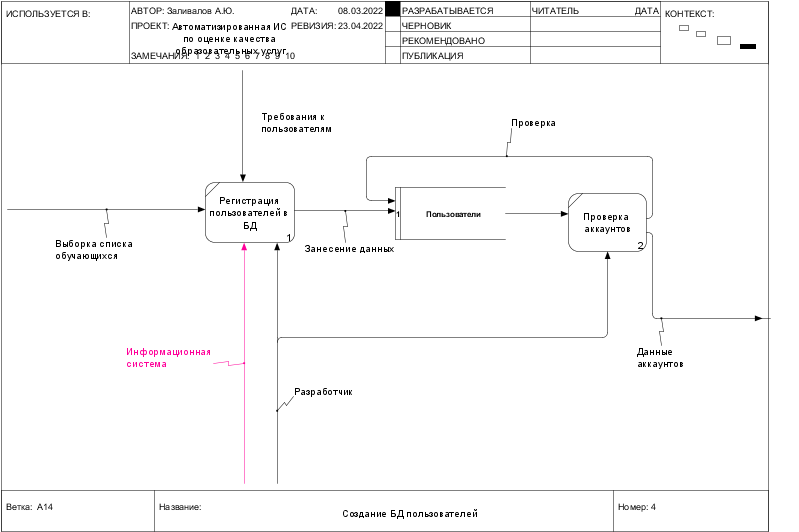 ИСПОЛЬЗУЕТСЯ В:
АВТОР: Заливалов А.Ю.
ДАТА: 08.03.2022
РАЗРАБАТЫВАЕТСЯ
ЧИТАТЕЛЬ
ДАТА
КОНТЕКСТ:
ПРОЕКТ: Автоматизированная ИС
по оценке качества
образовательных услуг
РЕВИЗИЯ: 23.04.2022
ЧЕРНОВИК
РЕКОМЕНДОВАНО
ЗАМЕЧАНИЯ: 1 2 3 4 5 6 7 8 9 10
ПУБЛИКАЦИЯ
Требования к
пользователям
Проверка
Регистрация
пользователей в
БД
1
1
Пользователи
Проверка
аккаунтов
2
Выборка списка
обучающихся
Занесение данных
Информационная
система
Данные
аккаунтов
Разработчик
Ветка: A14
Название:
Создание БД пользователей
Номер: 4